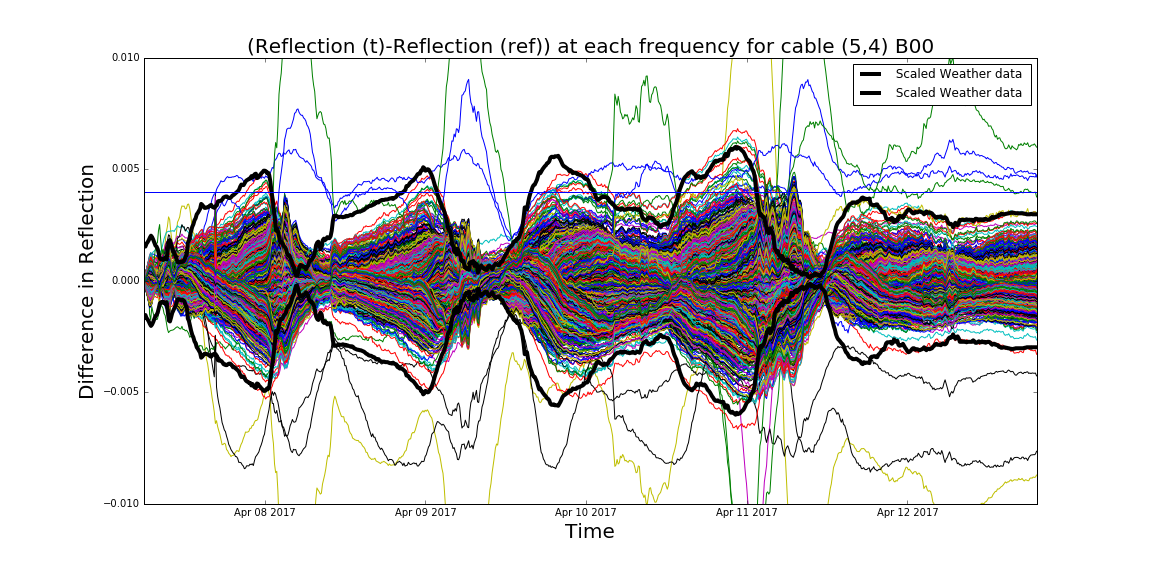 (Reflection (t)-Reflection (ref)) at each frequency for cable (5,4) B00
Scaled Weather data
Scaled Weather data
Difference in Reflection
0.010
0.005
0.000
−0.005
−0.010
Apr 08 2017
Apr 09 2017
Apr 10 2017
Apr 11 2017
Apr 12 2017
Time